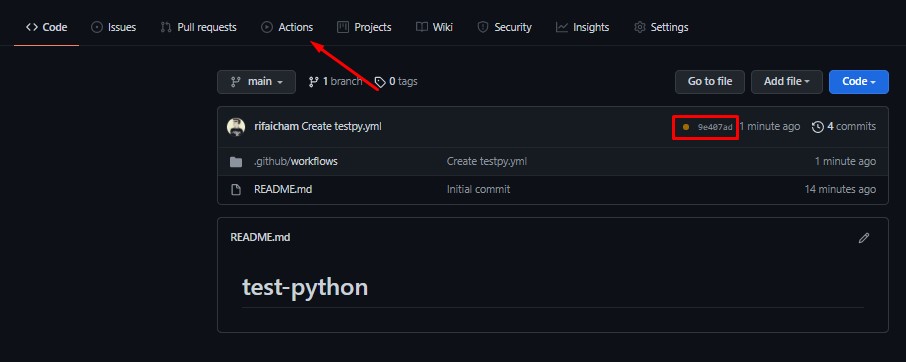 Code Issues Pull requests Actions Projects Wiki Security Insights Settings
main 1 branch 0 tags Go to file Add file Code
rifaicham Create testpy.yml 9e407ad 1 minute ago 4 commits
.github/workflows Create testpy.yml 1 minute ago
README.md Initial commit 14 minutes ago
README.md
test-python